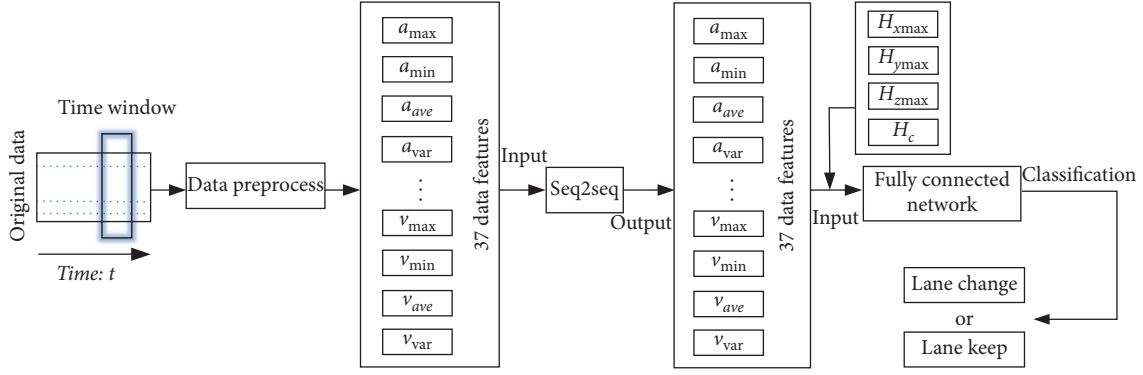 Original data
Time window
Time: t
Data preprocess
a_max
a_min
a_ave
a_var
⋮
v_max
v_min
v_ave
v_var
37 data features
Input
Seq2seq
Output
a_max
a_min
a_ave
a_var
⋮
v_max
v_min
v_ave
v_var
37 data features
Input
H_xmax
H_ymax
H_zmax
H_c
Fully connected
network
Classification
Lane change
or
Lane keep